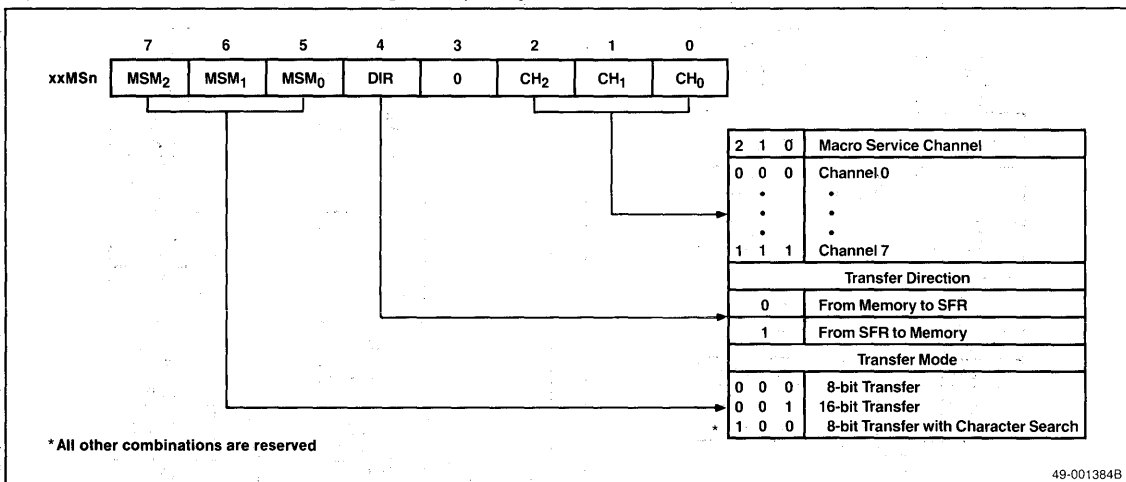 7 6 5 4 3 2 1 0
xxMSn MSM2 MSM1 MSM0 DIR 0 CH2 CH1 CH0
2 1 0 Macro Service Channel
0 0 0 Channel 0
1 1 1 Channel 7
Transfer Direction
0 From Memory to SFR
1 From SFR to Memory
Transfer Mode
0 0 0 8-bit Transfer
0 0 1 16-bit Transfer
* 1 0 0 8-bit Transfer with Character Search
* All other combinations are reserved
49-001384B